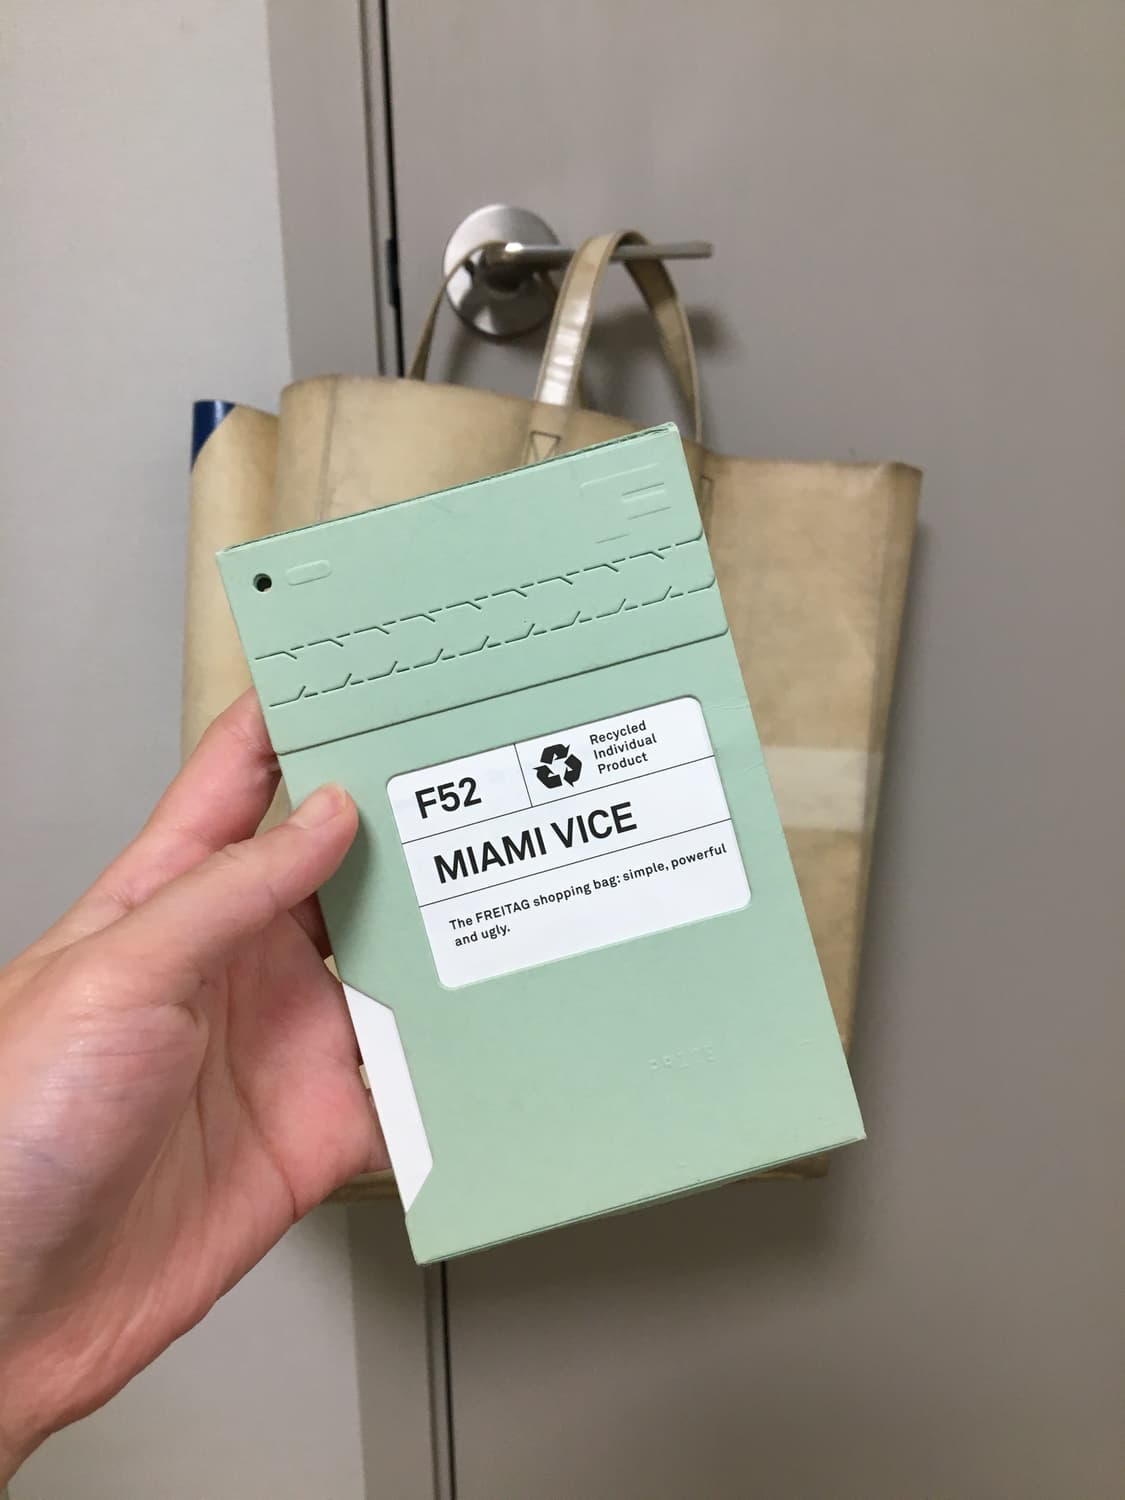 F52
Recycled
Individual
Product
MIAMI VICE
The FREITAG shopping bag: simple, powerful
and ugly.